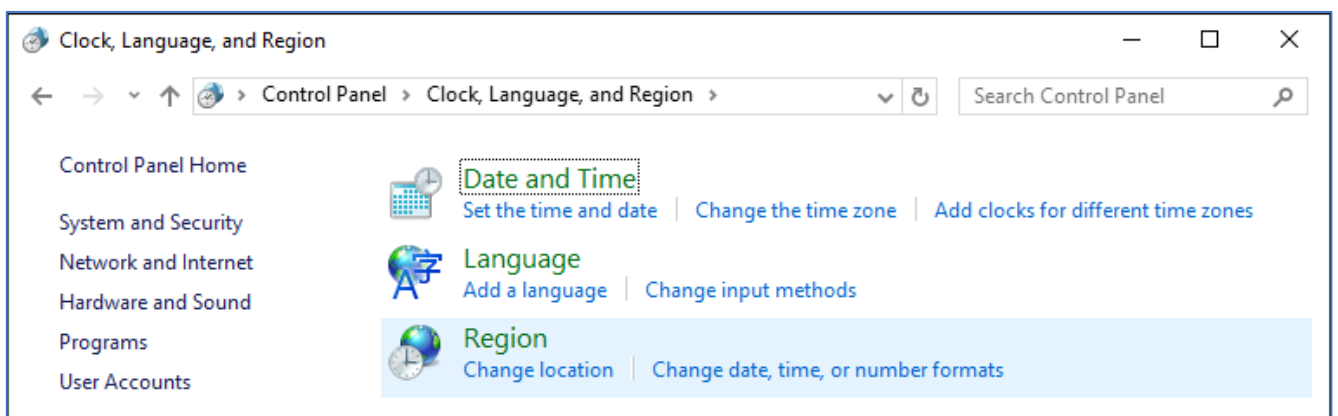 Clock, Language, and Region
Control Panel > Clock, Language, and Region >
Search Control Panel
Control Panel Home
System and Security
Network and Internet
Hardware and Sound
Programs
User Accounts
Date and Time
Set the time and date | Change the time zone | Add clocks for different time zones
Language
Add a language | Change input methods
Region
Change location | Change date, time, or number formats